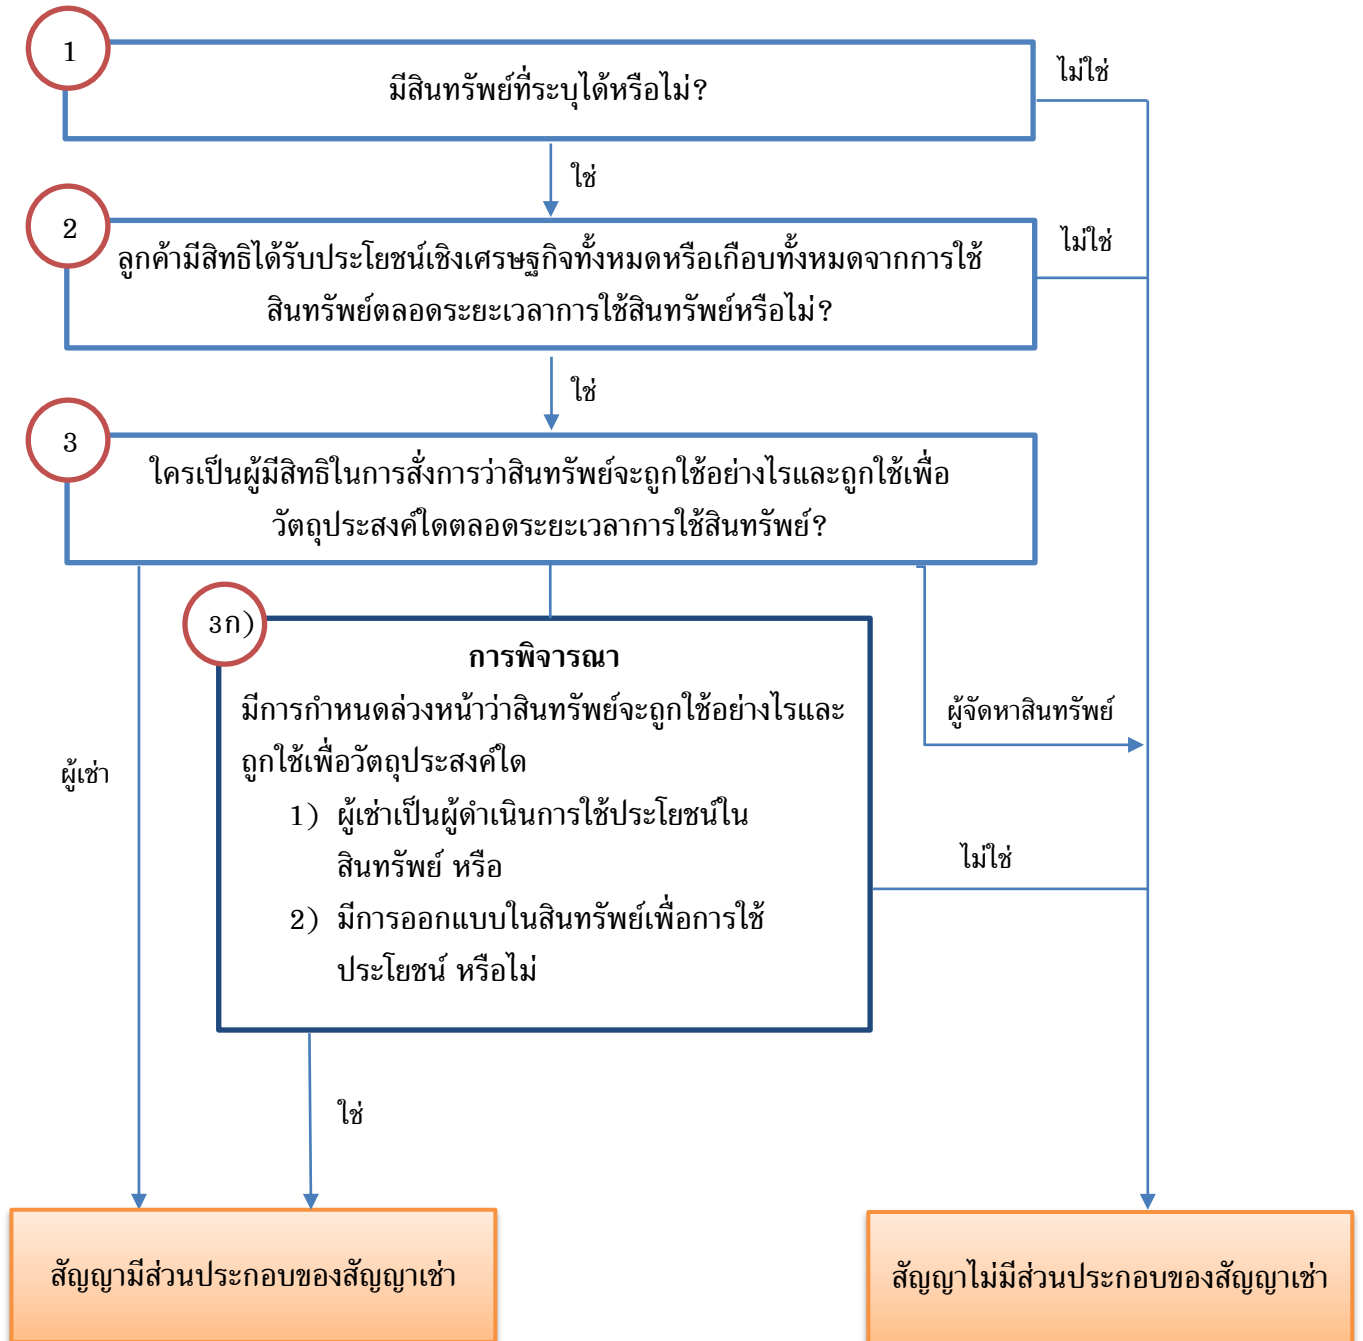 1
มีสินทรัพย์ที่ระบุได้หรือไม่?
ไม่ใช่
ใช่
2
ลูกค้ามีสิทธิได้รับประโยชน์เชิงเศรษฐกิจทั้งหมดหรือเกือบทั้งหมดจากการใช้
สินทรัพย์ตลอดระยะเวลาการใช้สินทรัพย์หรือไม่?
ไม่ใช่
ใช่
3
ใครเป็นผู้มีสิทธิในการสั่งการว่าสินทรัพย์จะถูกใช้อย่างไรและถูกใช้เพื่อ
วัตถุประสงค์ใดตลอดระยะเวลาการใช้สินทรัพย์?
3ก)
การพิจารณา
มีการกำหนดล่วงหน้าว่าสินทรัพย์จะถูกใช้อย่างไรและ
ถูกใช้เพื่อวัตถุประสงค์ใด
1) ผู้เช่าเป็นผู้ดำเนินการใช้ประโยชน์ใน
สินทรัพย์ หรือ
2) มีการออกแบบในสินทรัพย์เพื่อการใช้
ประโยชน์ หรือไม่
ผู้เช่า
ผู้จัดหาสินทรัพย์
ไม่ใช่
ใช่
สัญญามีส่วนประกอบของสัญญาเช่า
สัญญาไม่มีส่วนประกอบของสัญญาเช่า